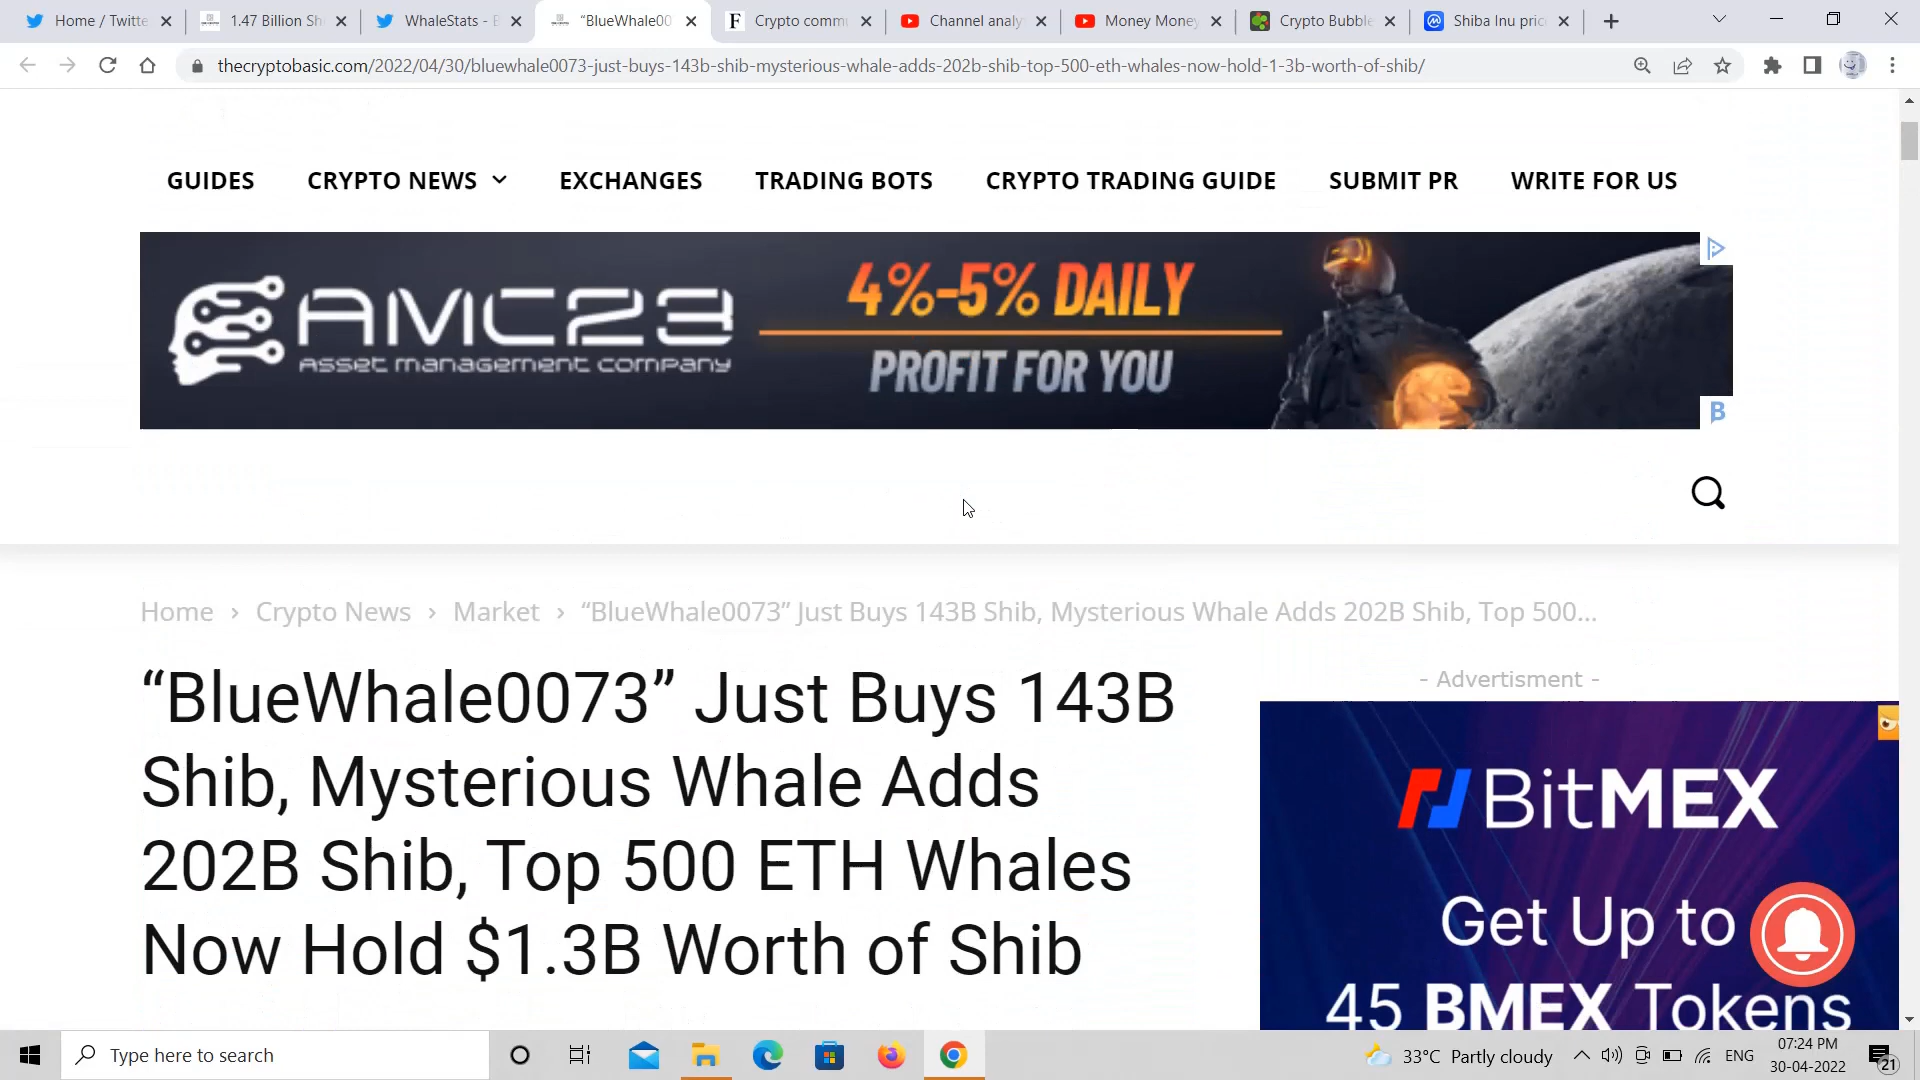 Home / Twitte
1.47 Billion Sh
WhaleStats - B
“BlueWhale00
Crypto comm
Channel analy
Money Money
Crypto Bubble
Shiba Inu pric
thecryptobasic.com/2022/04/30/bluewhale0073-just-buys-143b-shib-mysterious-whale-adds-202b-shib-top-500-eth-whales-now-hold-1-3b-worth-of-shib/
GUIDES CRYPTO NEWS EXCHANGES TRADING BOTS CRYPTO TRADING GUIDE SUBMIT PR WRITE FOR US
AMC23
asset management company
4%-5% DAILY
PROFIT FOR YOU
B
Home › Crypto News › Market › “BlueWhale0073” Just Buys 143B Shib, Mysterious Whale Adds 202B Shib, Top 500...
“BlueWhale0073” Just Buys 143B
Shib, Mysterious Whale Adds
202B Shib, Top 500 ETH Whales
Now Hold $1.3B Worth of Shib
- Advertisment -
BitMEX
Get Up to
45 BMEX Tokens
Type here to search
33°C Partly cloudy
ENG
07:24 PM
30-04-2022
21